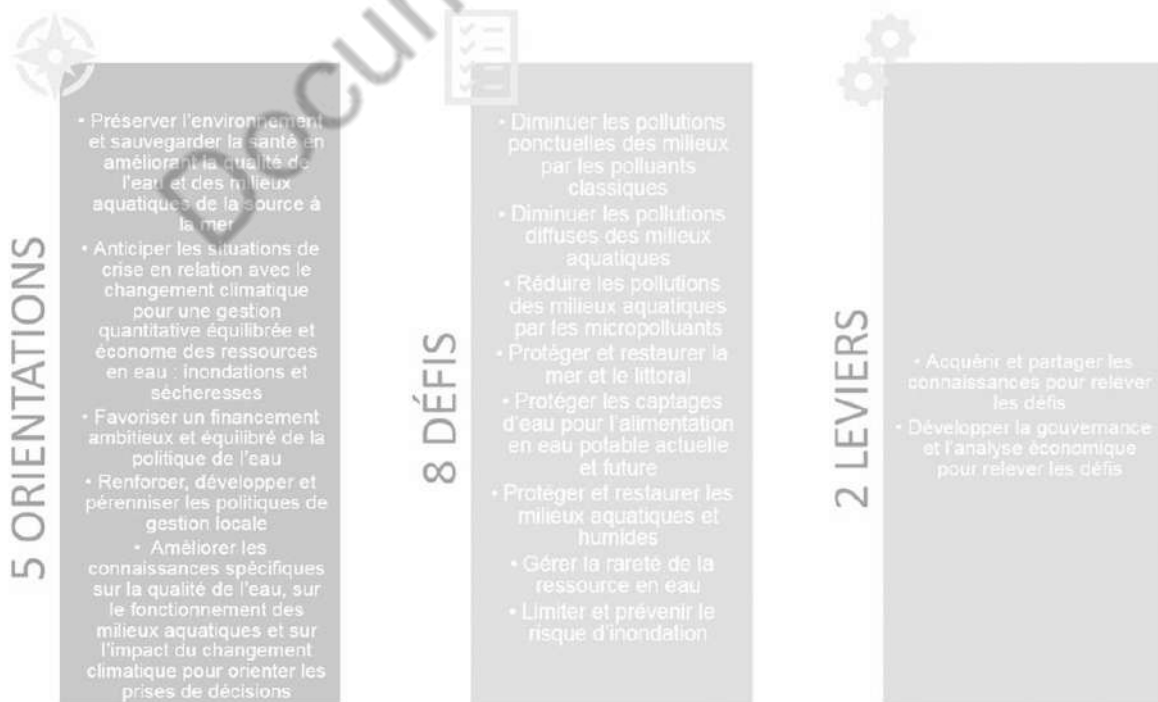 Docum
5 ORIENTATIONS
• Préserver l'environnement
et sauvegarder la santé en
améliorant la qualité de
l'eau et des milieux
aquatiques de la source à
la mer
• Anticiper les situations de
crise en relation avec le
changement climatique
pour une gestion
quantitative équilibrée et
économe des ressources
en eau : inondations et
sécheresses
• Favoriser un financement
ambitieux et équilibré de la
politique de l'eau
• Renforcer, développer et
pérenniser les politiques de
gestion locale
• Améliorer les
connaissances spécifiques
sur la qualité de l'eau, sur
le fonctionnement des
milieux aquatiques et sur
l'impact du changement
climatique pour orienter les
prises de décisions
8 DÉFIS
• Diminuer les pollutions
ponctuelles des milieux
par les polluants
classiques
• Diminuer les pollutions
diffuses des milieux
aquatiques
• Réduire les pollutions
des milieux aquatiques
par les micropolluants
• Protéger et restaurer la
mer et le littoral
• Protéger les captages
d'eau pour l'alimentation
en eau potable actuelle
et future
• Protéger et restaurer les
milieux aquatiques et
humides
• Gérer la rareté de la
ressource en eau
• Limiter et prévenir le
risque d'inondation
2 LEVIERS
• Acquérir et partager les
connaissances pour relever
les défis
• Développer la gouvernance
et l'analyse économique
pour relever les défis